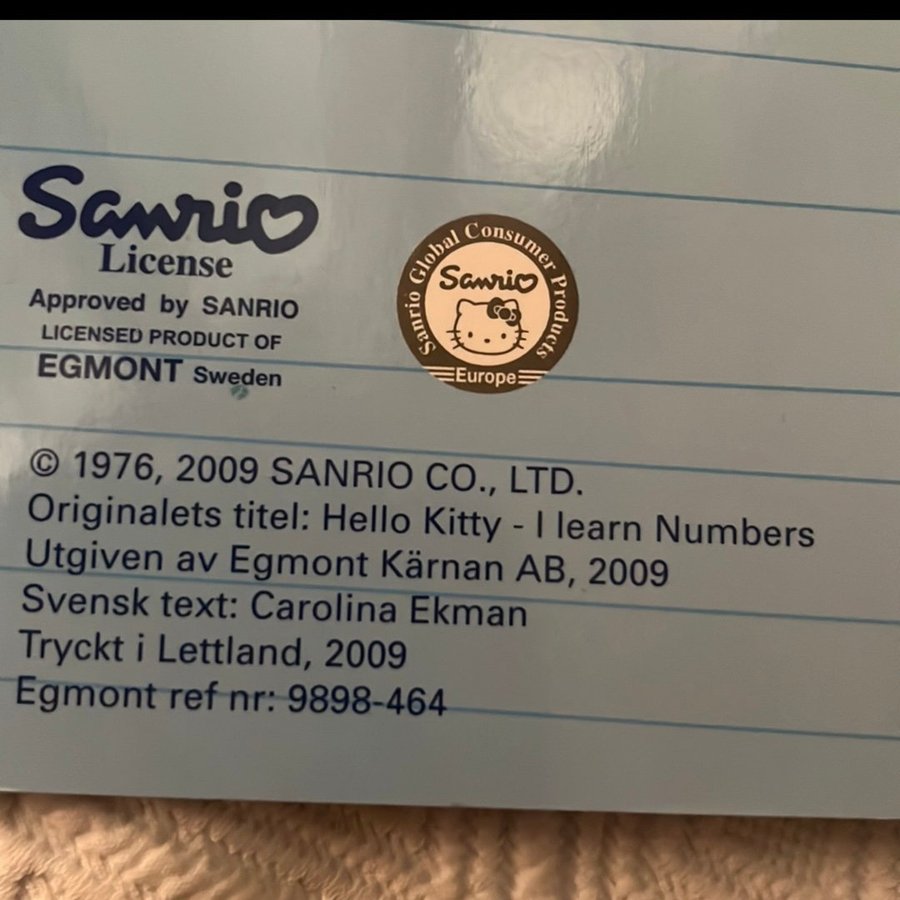 Sanrio
License
Approved by SANRIO
LICENSED PRODUCT OF
EGMONT Sweden
Sanrio Global Consumer Products
Sanrio
Europe
© 1976, 2009 SANRIO CO., LTD.
Originalets titel: Hello Kitty - I learn Numbers
Utgiven av Egmont Kärnan AB, 2009
Svensk text: Carolina Ekman
Tryckt i Lettland, 2009
Egmont ref nr: 9898-464